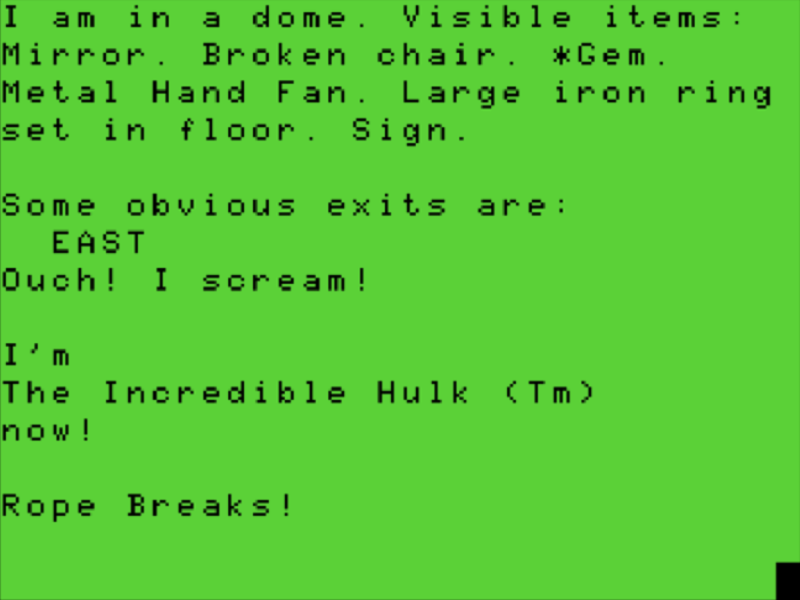 I am in a dome. Visible items:
Mirror. Broken chair. *Gem.
Metal Hand Fan. Large iron ring
set in floor. Sign.
Some obvious exits are:
EAST
Ouch! I scream!
I'm
The Incredible Hulk (Tm)
now!
Rope Breaks!